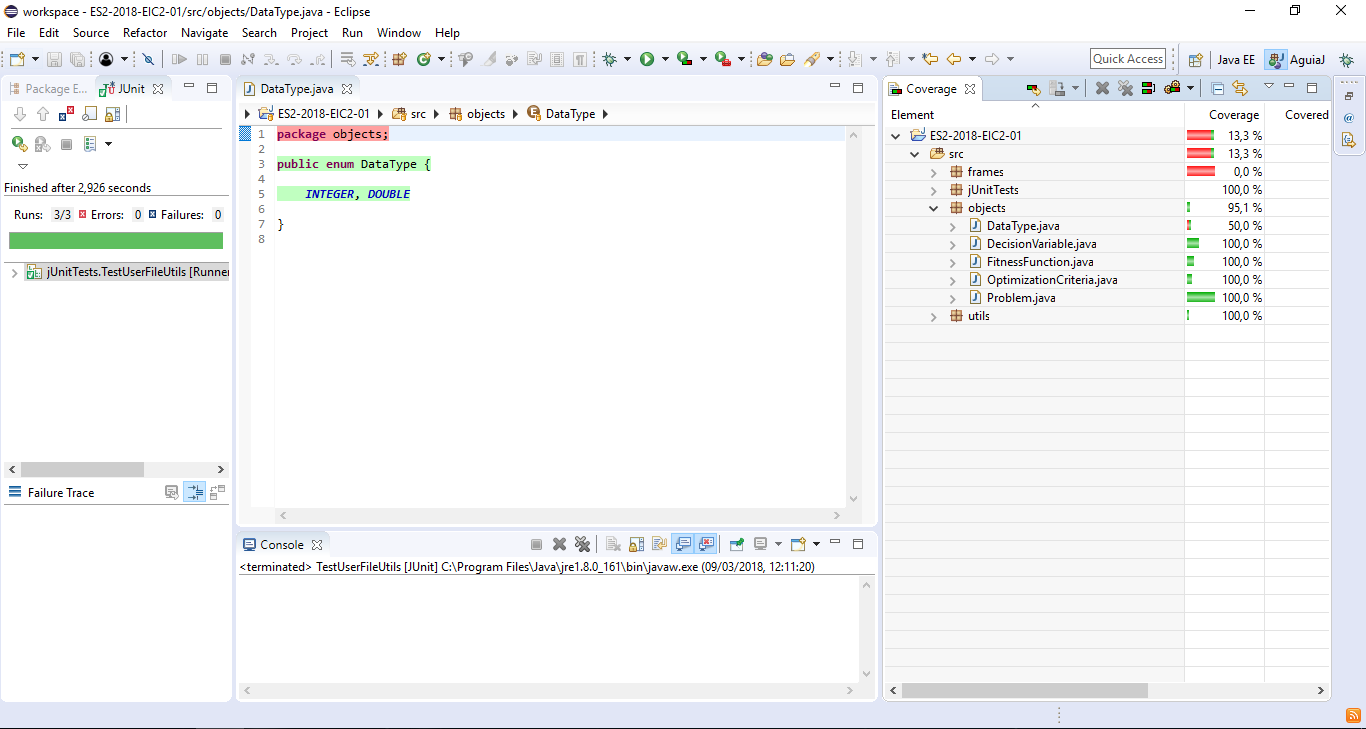 workspace - ES2-2018-EIC2-01/src/objects/DataType.java - Eclipse
File Edit Source Refactor Navigate Search Project Run Window Help
Quick Access
Java EE
AguiaJ
Package E...
JUnit
Finished after 2,926 seconds
Runs: 3/3 Errors: 0 Failures: 0
jUnitTests.TestUserFileUtils [Runne
Failure Trace
DataType.java
ES2-2018-EIC2-01 src objects DataType
1 package objects;
2
3 public enum DataType {
4
5 INTEGER, DOUBLE
6
7 }
8
Console
<terminated> TestUserFileUtils [JUnit] C:\Program Files\Java\jre1.8.0_161\bin\javaw.exe (09/03/2018, 12:11:20)
Coverage
Element Coverage Covered
ES2-2018-EIC2-01 13,3 %
src 13,3 %
frames 0,0 %
jUnitTests 100,0 %
objects 95,1 %
DataType.java 50,0 %
DecisionVariable.java 100,0 %
FitnessFunction.java 100,0 %
OptimizationCriteria.java 100,0 %
Problem.java 100,0 %
utils 100,0 %